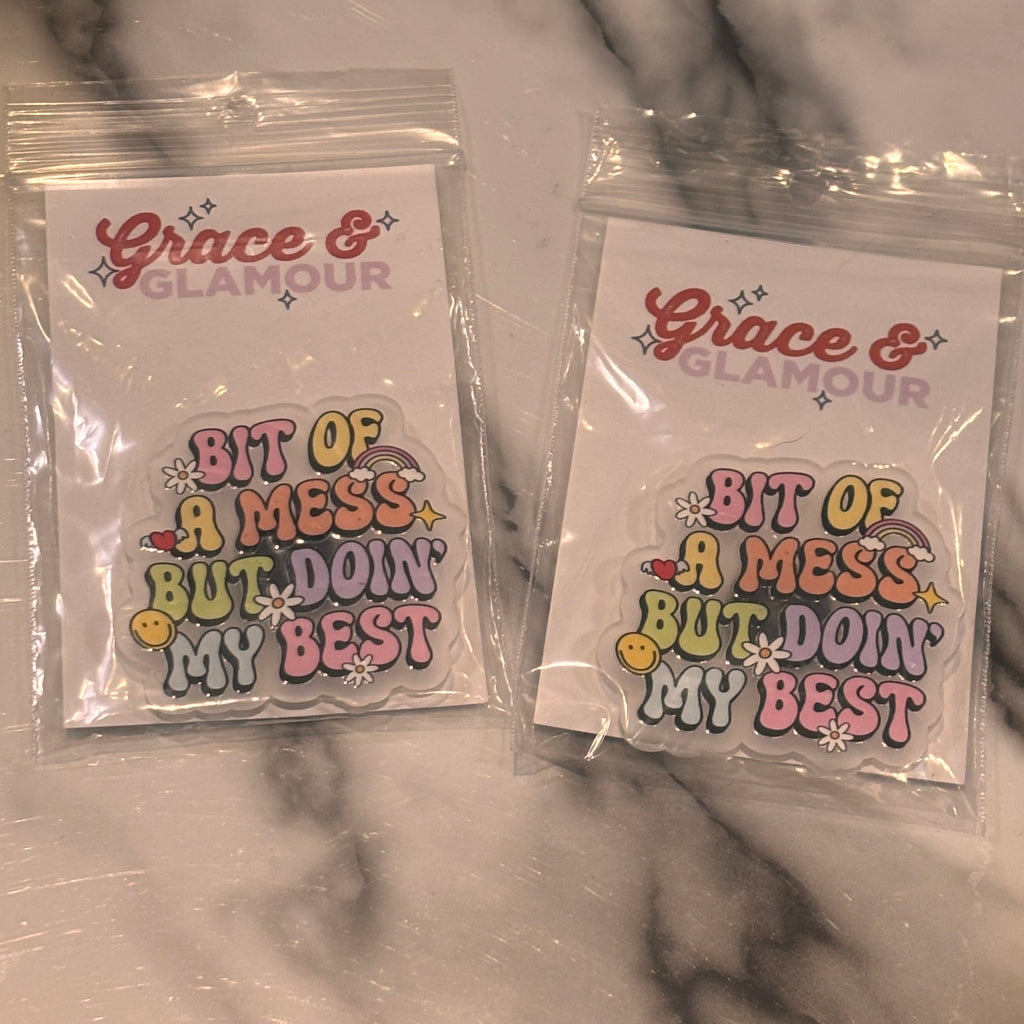 Grace &
GLAMOUR
BIT OF
A MESS
BUT DOIN'
MY BEST
Grace &
GLAMOUR
BIT OF
A MESS
BUT DOIN'
MY BEST